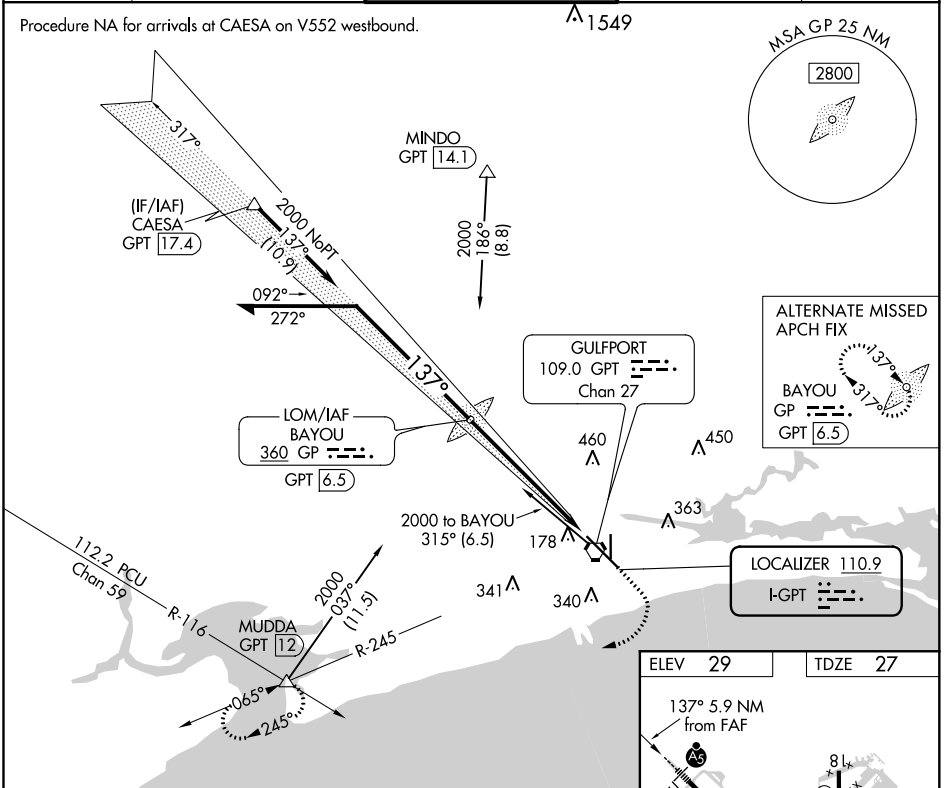 Procedure NA for arrivals at CAESA on V552 westbound.
1549
MSA GP 25 NM
2800
317°
MINDO
GPT 14.1
(IF/IAF)
CAESA
GPT 17.4
2000 NoPT
137°
(10.9)
2000
186°
(8.8)
092°
272°
ALTERNATE MISSED
APCH FIX
137°
317°
BAYOU
GP
GPT 6.5
GULFPORT
109.0 GPT
Chan 27
137°
LOM/IAF
BAYOU
360 GP
GPT 6.5
460
450
363
2000 to BAYOU
315° (6.5)
178
341
340
LOCALIZER 110.9
I-GPT
112.2 PCU
Chan 59
R-116
2000
037°
(11.5)
MUDDA
GPT 12
R-245
065°
245°
ELEV 29
TDZE 27
137° 5.9 NM
from FAF
A5
18